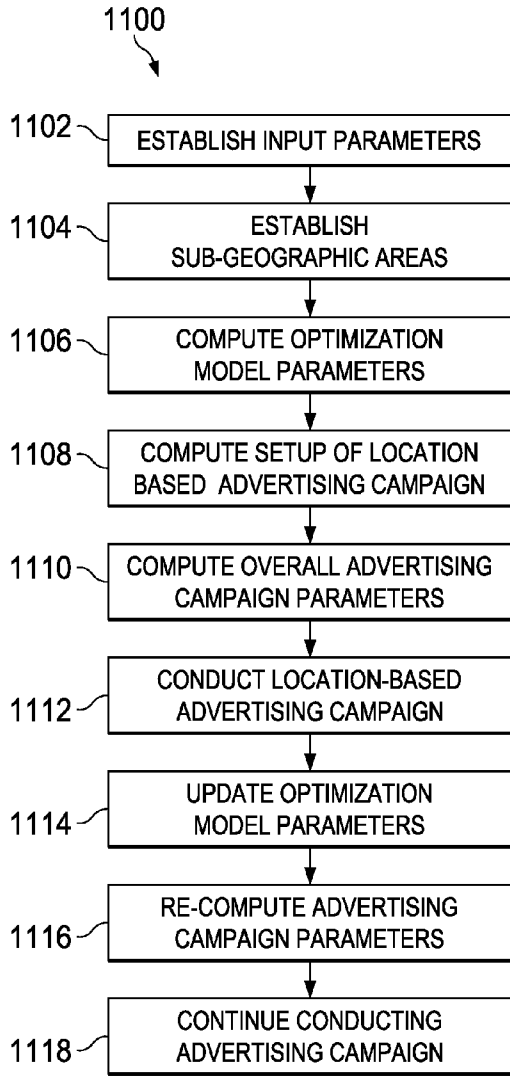 1100
1102
ESTABLISH INPUT PARAMETERS
1104
ESTABLISH
SUB-GEOGRAPHIC AREAS
1106
COMPUTE OPTIMIZATION
MODEL PARAMETERS
1108
COMPUTE SETUP OF LOCATION
BASED ADVERTISING CAMPAIGN
1110
COMPUTE OVERALL ADVERTISING
CAMPAIGN PARAMETERS
1112
CONDUCT LOCATION-BASED
ADVERTISING CAMPAIGN
1114
UPDATE OPTIMIZATION
MODEL PARAMETERS
1116
RE-COMPUTE ADVERTISING
CAMPAIGN PARAMETERS
1118
CONTINUE CONDUCTING
ADVERTISING CAMPAIGN